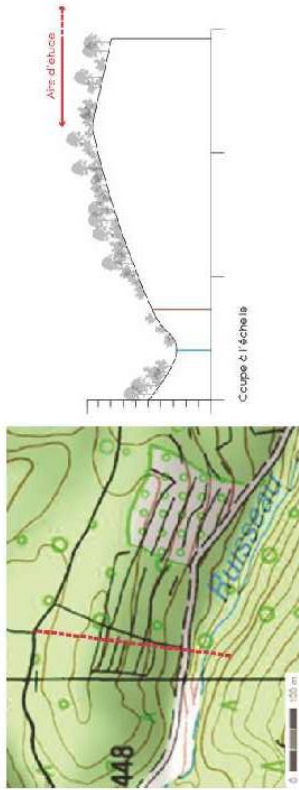 Aire d'étude
Coupe à l'échelle
448
Ruisseau
0 100 m